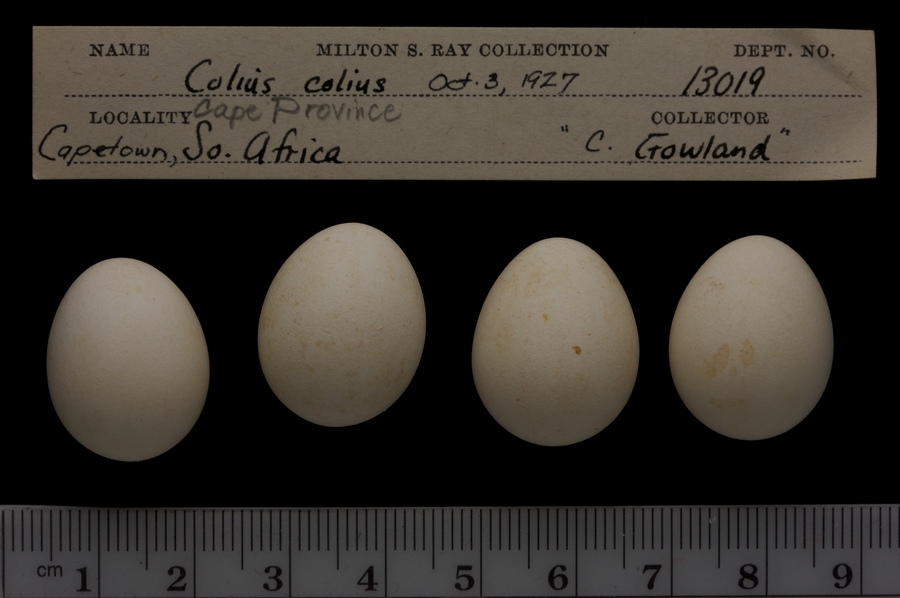 NAME MILTON S. RAY COLLECTION DEPT. NO.
Colius colius Oct. 3, 1927 13019
LOCALITY Cape Province COLLECTOR
Capetown, So. Africa "C. Gowland"
cm 1 2 3 4 5 6 7 8 9